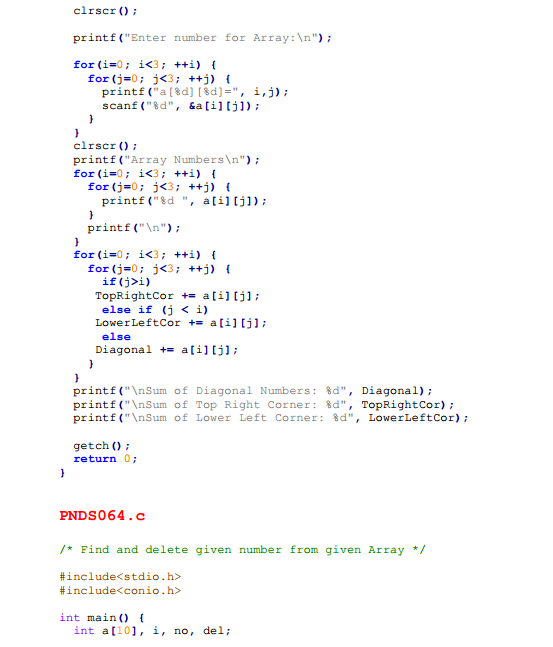 clrscr();
printf("Enter number for Array:\n");
for(i=0; i<3; ++i) {
for(j=0; j<3; ++j) {
printf("a[%d][%d]=", i,j);
scanf("%d", &a[i][j]);
}
}
clrscr();
printf("Array Numbers\n");
for(i=0; i<3; ++i) {
for(j=0; j<3; ++j) {
printf("%d ", a[i][j]);
}
printf("\n");
}
for(i=0; i<3; ++i) {
for(j=0; j<3; ++j) {
if(j>i)
TopRightCor += a[i][j];
else if (j < i)
LowerLeftCor += a[i][j];
else
Diagonal += a[i][j];
}
}
printf("\nSum of Diagonal Numbers: %d", Diagonal);
printf("\nSum of Top Right Corner: %d", TopRightCor);
printf("\nSum of Lower Left Corner: %d", LowerLeftCor);
getch();
return 0;
}
PNDS064.c
/* Find and delete given number from given Array */
#include<stdio.h>
#include<conio.h>
int main() {
int a[10], i, no, del;